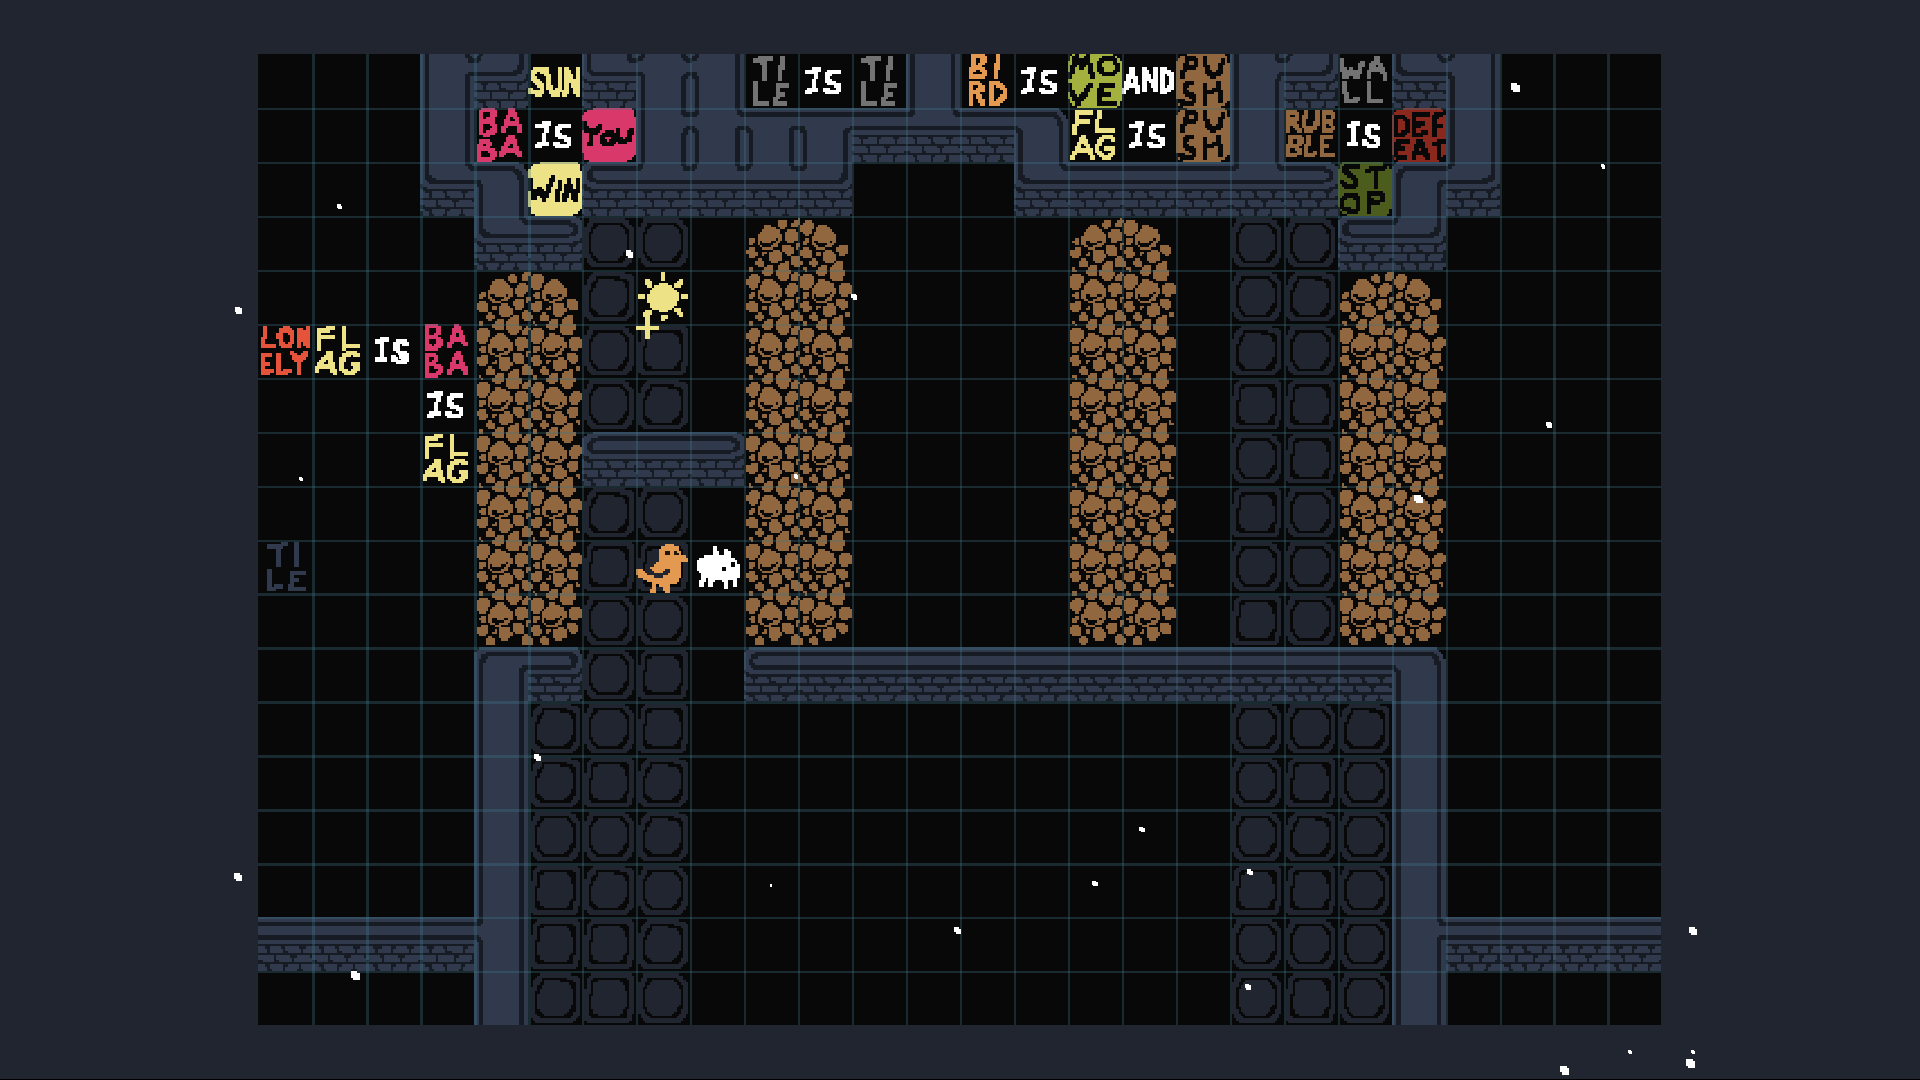 SUN TILE IS TILE BIRD IS MOVE AND PUSH WALL
BABA IS YOU FLAG IS PUSH RUBBLE IS DEFEAT
WIN STOP
LONELY FLAG IS BABA
IS
FLAG
TILE